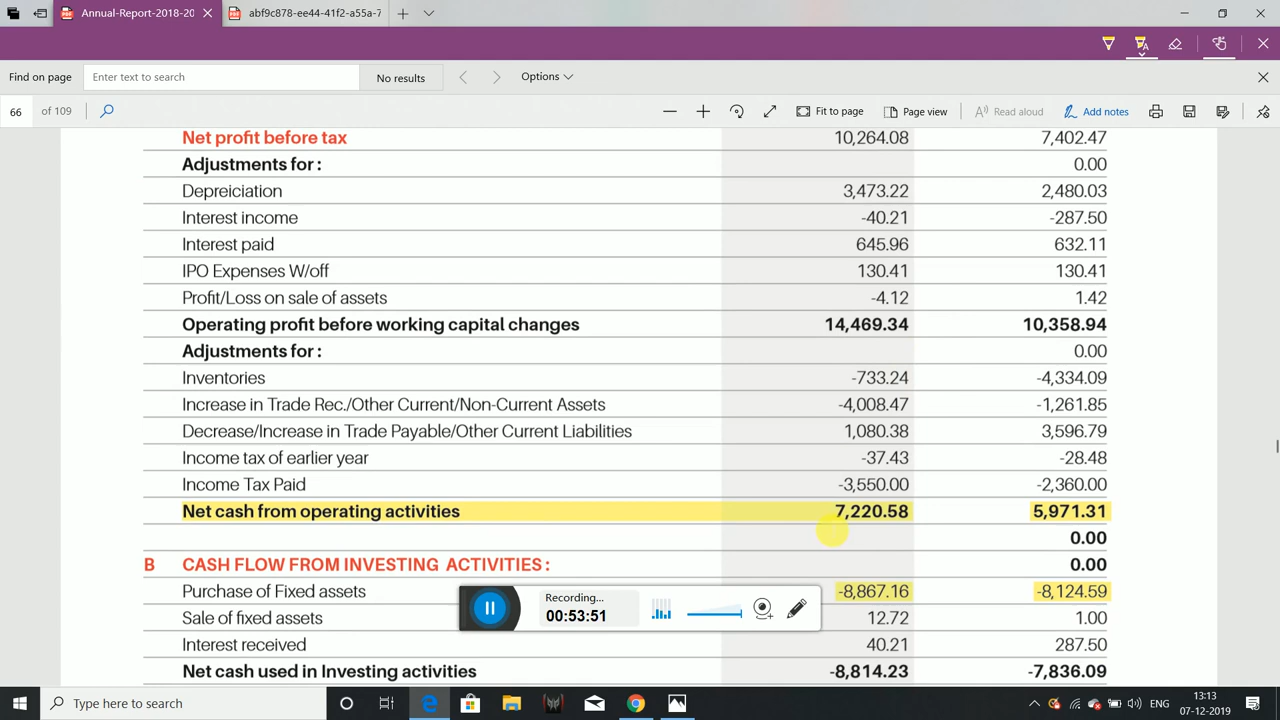 Annual-Report-2018-20
abf9c878-ee44-41f2-a55a-7
Find on page
Enter text to search
No results
Options
66 of 109
Fit to page
Page view
Read aloud
Add notes
Net profit before tax 10,264.08 7,402.47
Adjustments for : 0.00
Depreiciation 3,473.22 2,480.03
Interest income -40.21 -287.50
Interest paid 645.96 632.11
IPO Expenses W/off 130.41 130.41
Profit/Loss on sale of assets -4.12 1.42
Operating profit before working capital changes 14,469.34 10,358.94
Adjustments for : 0.00
Inventories -733.24 -4,334.09
Increase in Trade Rec./Other Current/Non-Current Assets -4,008.47 -1,261.85
Decrease/Increase in Trade Payable/Other Current Liabilities 1,080.38 3,596.79
Income tax of earlier year -37.43 -28.48
Income Tax Paid -3,550.00 -2,360.00
Net cash from operating activities 7,220.58 5,971.31
0.00
B CASH FLOW FROM INVESTING ACTIVITIES : 0.00
Purchase of Fixed assets -8,867.16 -8,124.59
Sale of fixed assets 12.72 1.00
Interest received 40.21 287.50
Net cash used in Investing activities -8,814.23 -7,836.09
Recording...
00:53:51
Type here to search
ENG
13:13
07-12-2019